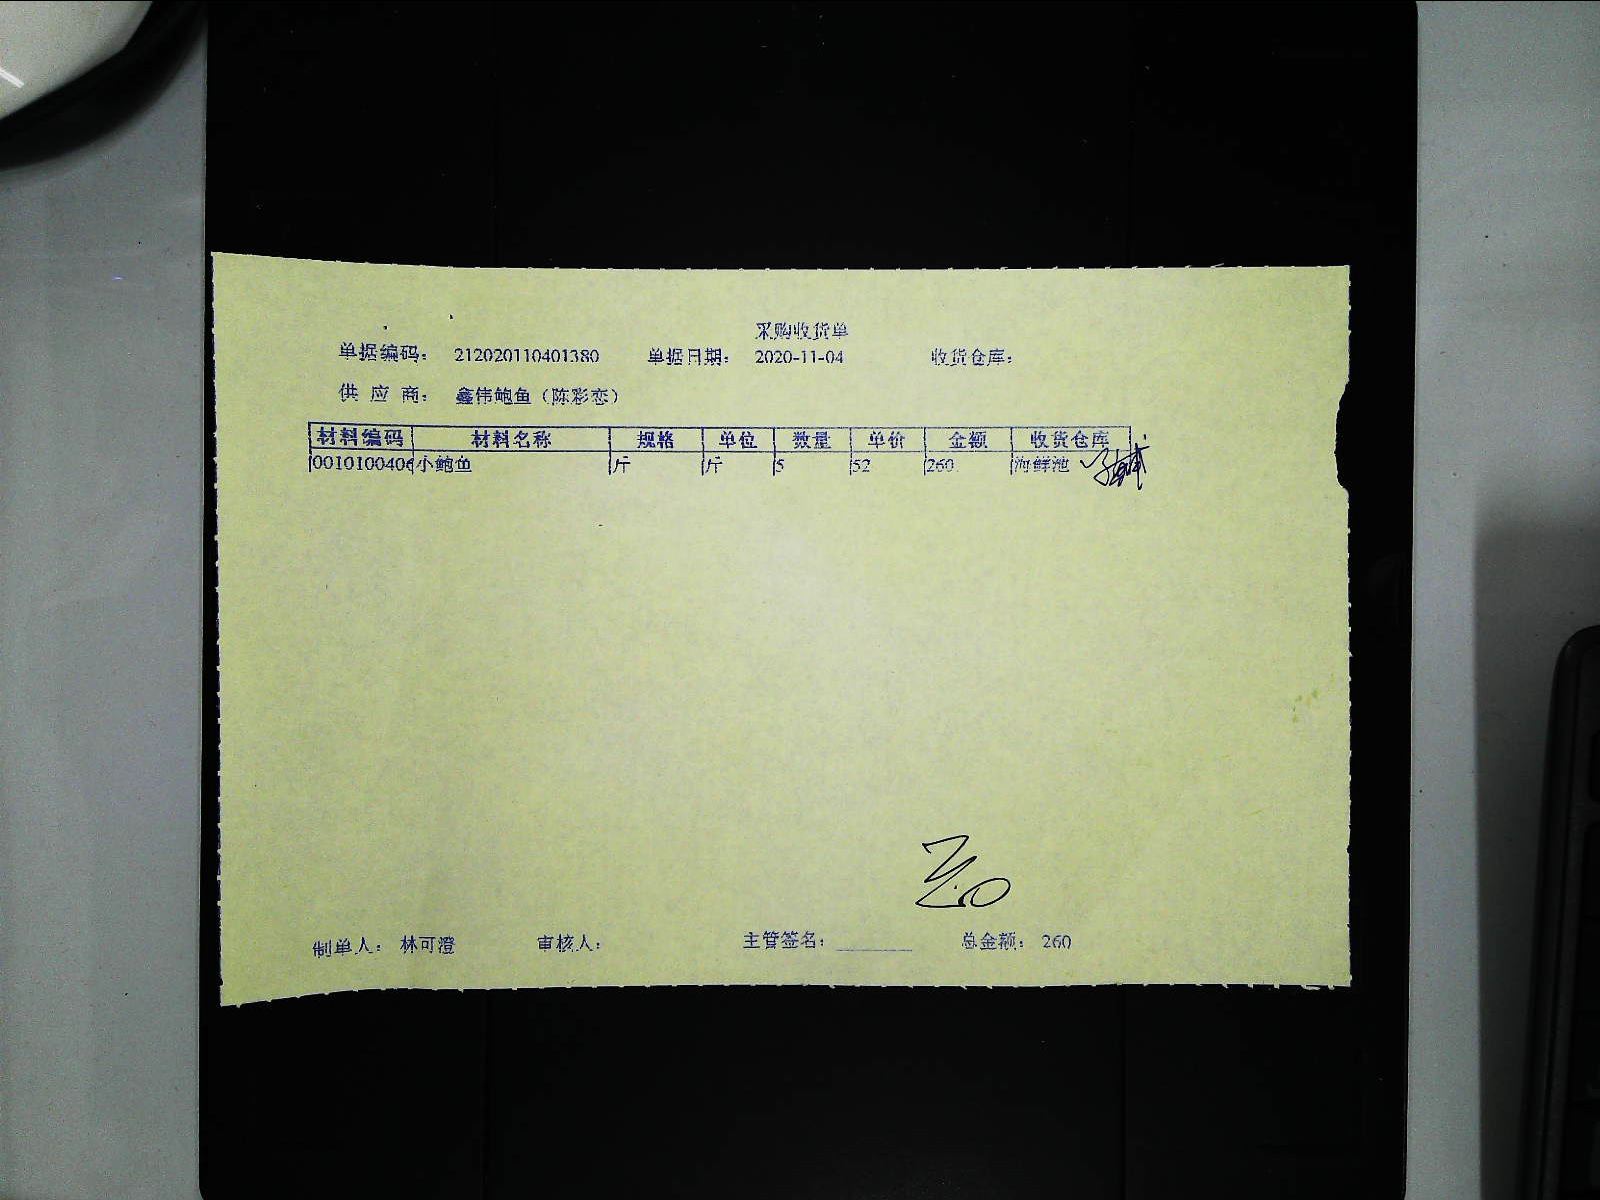 采购收货单
单据编码： 212020110401380 单据日期： 2020-11-04 收货仓库：
供 应 商： 鑫伟鲍鱼（陈彩恋）
材料编码 材料名称 规格 单位 数量 单价 金额 收货仓库
0010100406 小鲍鱼 斤 斤 5 52 260 海鲜池
制单人： 林可澄 审核人： 主管签名： 总金额： 260